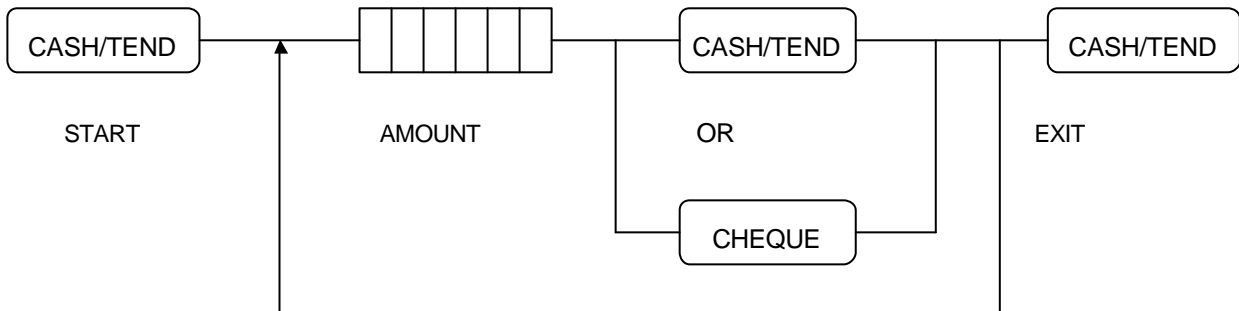 CASH/TEND CASH/TEND CASH/TEND
START AMOUNT OR EXIT
CHEQUE